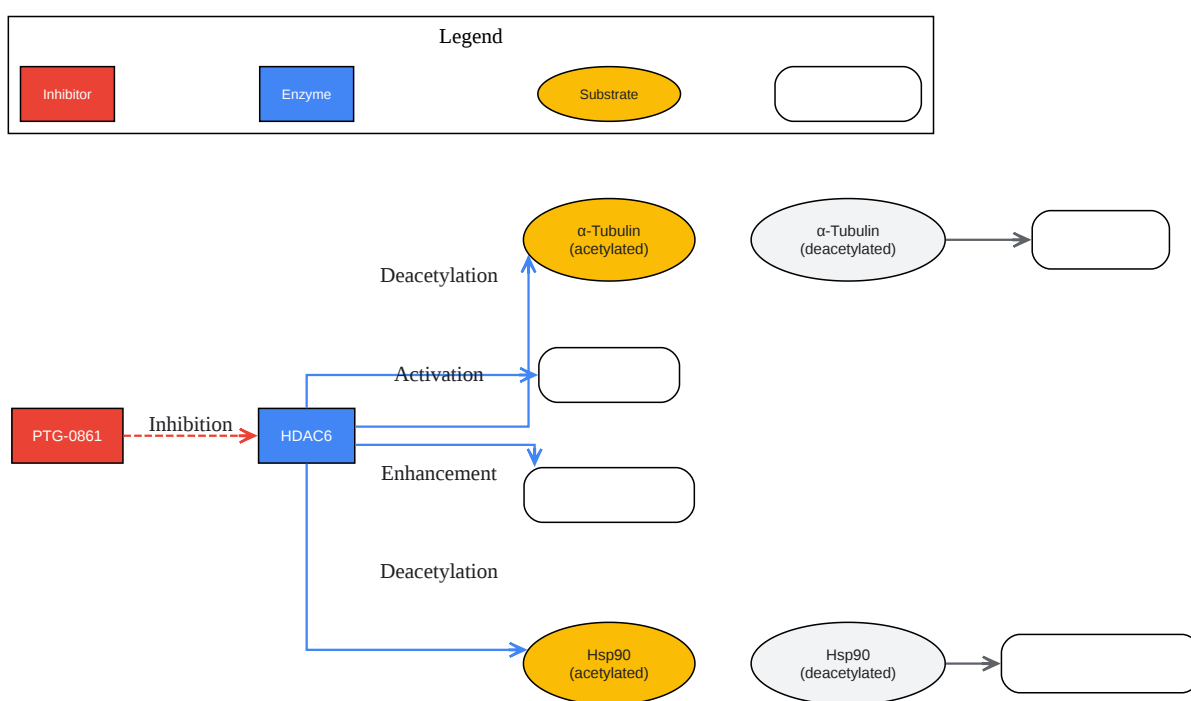 Legend
Inhibitor
Enzyme
Substrate
α-Tubulin
(acetylated)
α-Tubulin
(deacetylated)
Deacetylation
Activation
PTG-0861
Inhibition
HDAC6
Enhancement
Deacetylation
Hsp90
(acetylated)
Hsp90
(deacetylated)